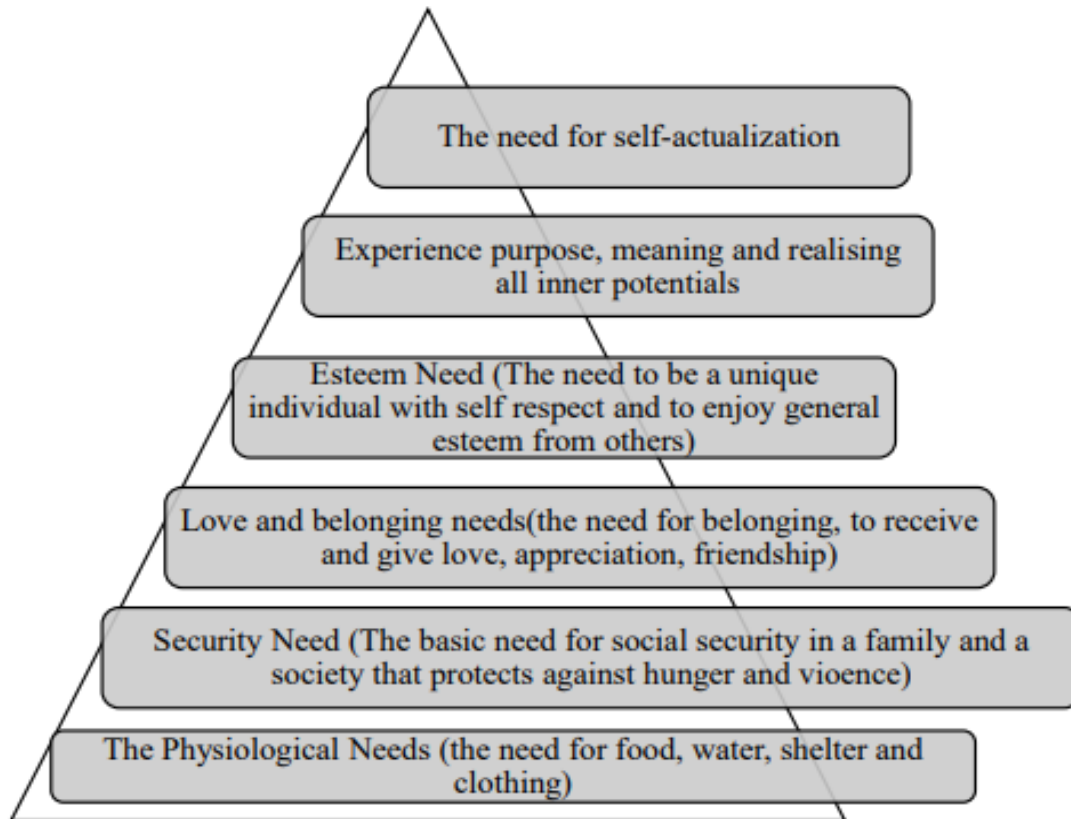 The need for self-actualization
Experience purpose, meaning and realising
all inner potentials
Esteem Need (The need to be a unique
individual with self respect and to enjoy general
esteem from others)
Love and belonging needs(the need for belonging, to receive
and give love, appreciation, friendship)
Security Need (The basic need for social security in a family and a
society that protects against hunger and vioence)
The Physiological Needs (the need for food, water, shelter and
clothing)